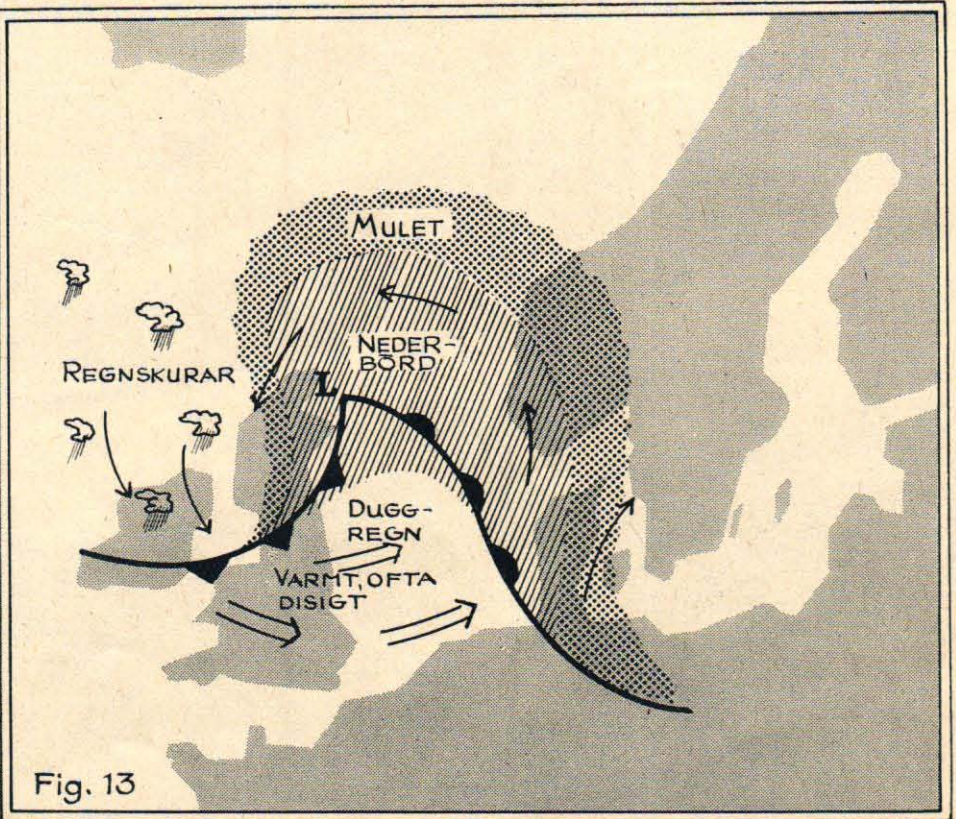 MULET
NEDER-
BÖRD
REGNSKURAR
L
DUGG-
REGN
VARMT, OFTA
DISIGT
Fig. 13